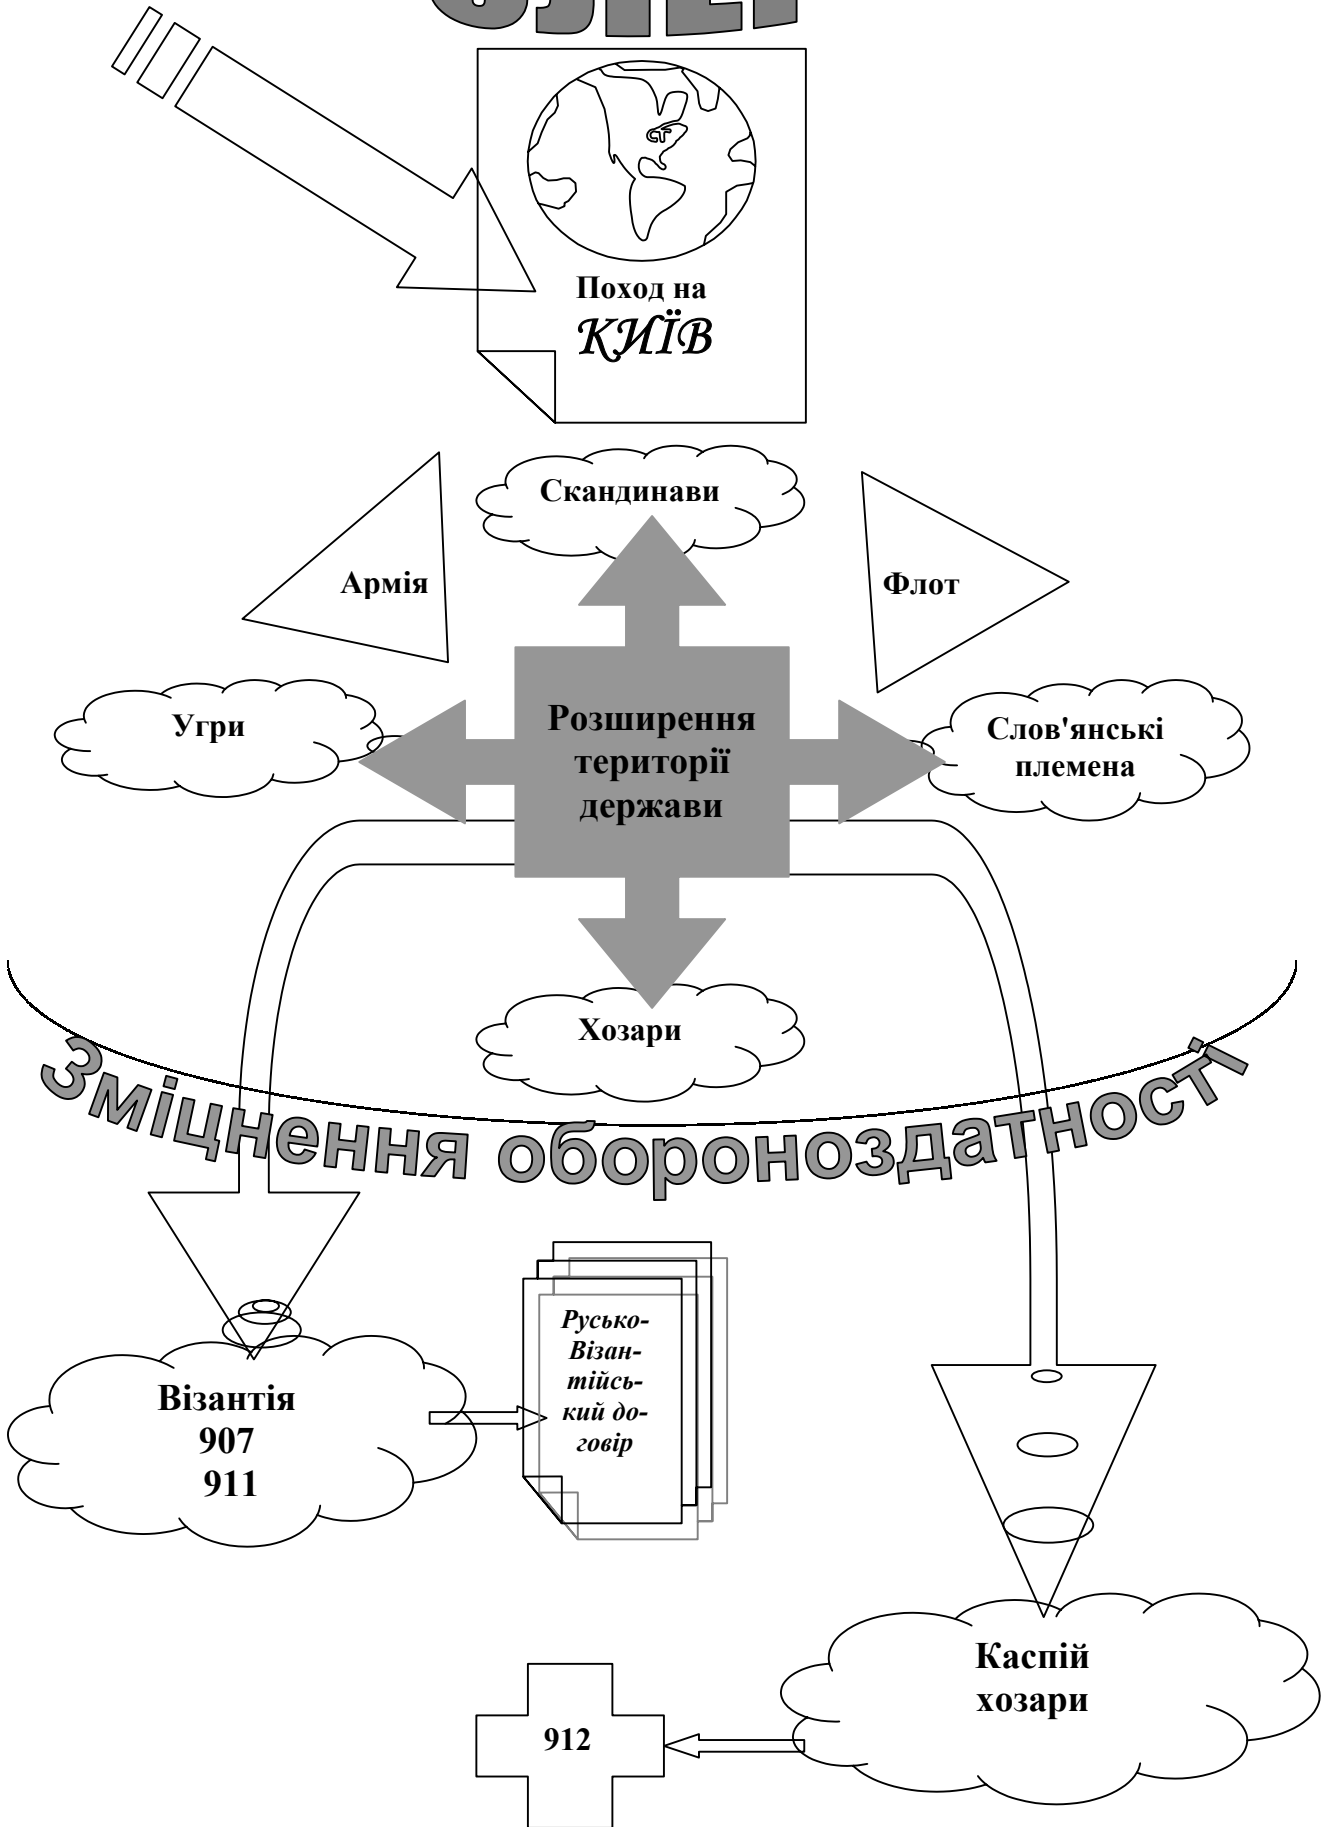 Поход на
КИЇВ
Скандинави
Армія
Флот
Угри
Розширення
території
держави
Слов'янські
племена
Хозари
Зміцнення обороноздатності
Русько-
Візан-
тійсь-
кий до-
говір
Візантія
907
911
Каспій
хозари
912